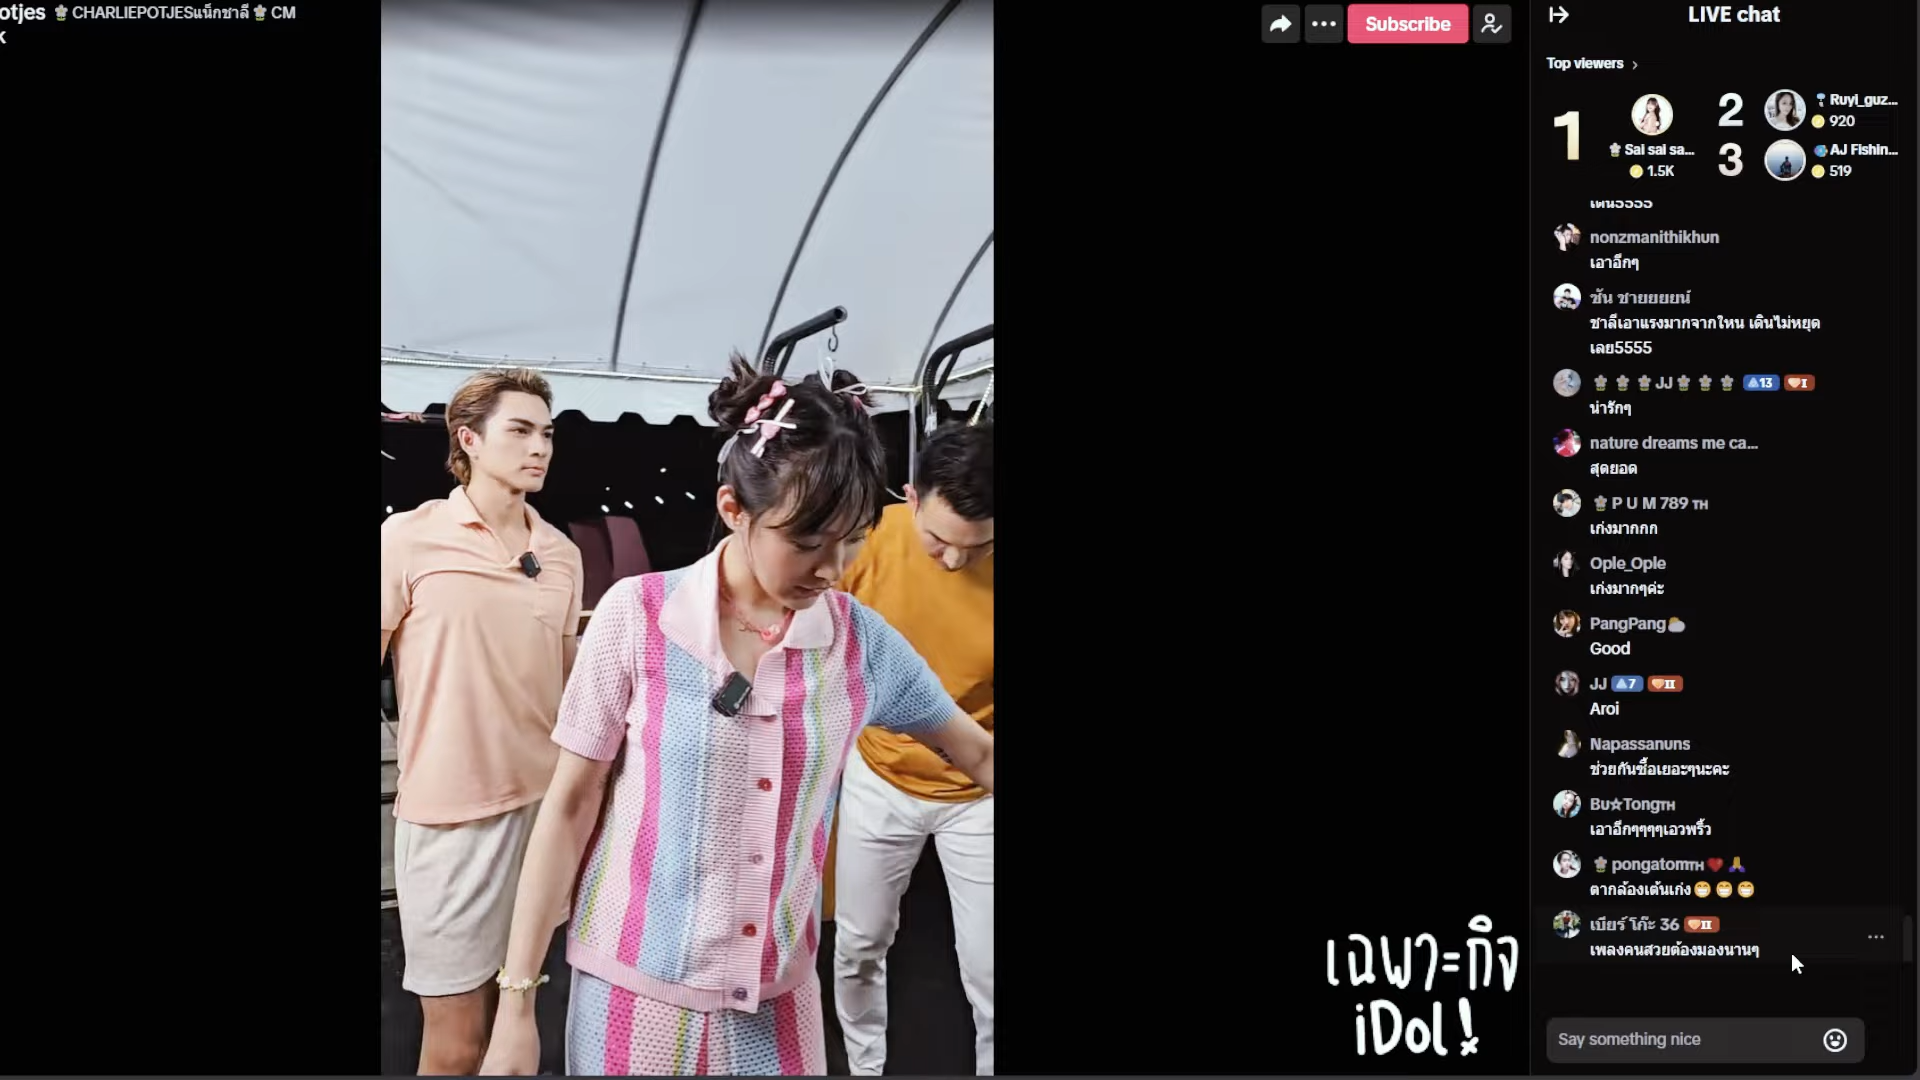 otjes CHARLIEPOTJESแน็กชาลี CM
Subscribe
LIVE chat
Top viewers
1
Sai sai sa...
1.5K
2
Ruyi_guz...
920
3
AJ Fishin...
519
เต้น5555
nonzmanithikhun
เอาอีกๆ
ชั้น ชายยยยน์
ชาลีเอาแรงมาจากไหน เดินไม่หยุด
เลย5555
JJ 13 I
น่ารักๆ
nature dreams me ca...
สุดยอด
P U M 789 TH
เก่งมากกก
Ople_Ople
เก่งมากๆค่ะ
PangPang
Good
JJ 7 II
Aroi
Napassanuns
ช่วยกันซื้อเยอะๆนะคะ
Bu★TongTH
เอาอีกๆๆๆๆเอวพริ้ว
pongatomTH
ตากล้องเต้นเก่ง
เบียร์ โก๊ะ 36 II
เพลงคนสวยต้องมองนานๆ
เฉพาะกิจ
iDol!
Say something nice